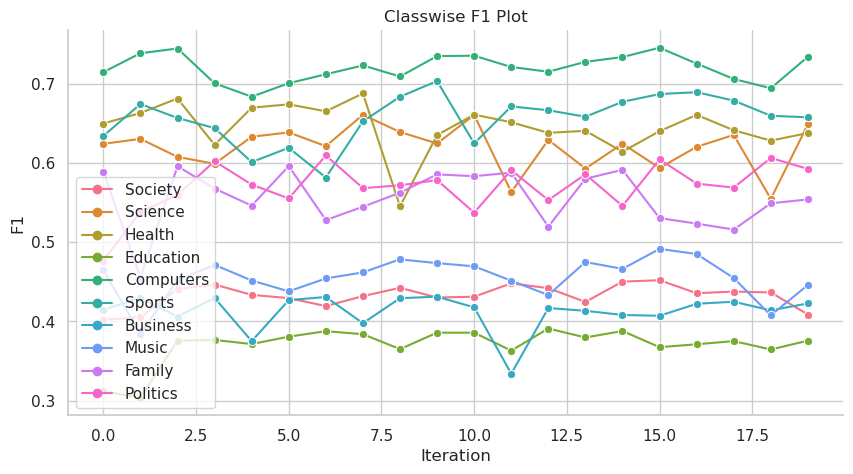 Classwise F1 Plot
F1
0.7
0.6
0.5
0.4
0.3
Society
Science
Health
Education
Computers
Sports
Business
Music
Family
Politics
0.0 2.5 5.0 7.5 10.0 12.5 15.0 17.5
Iteration